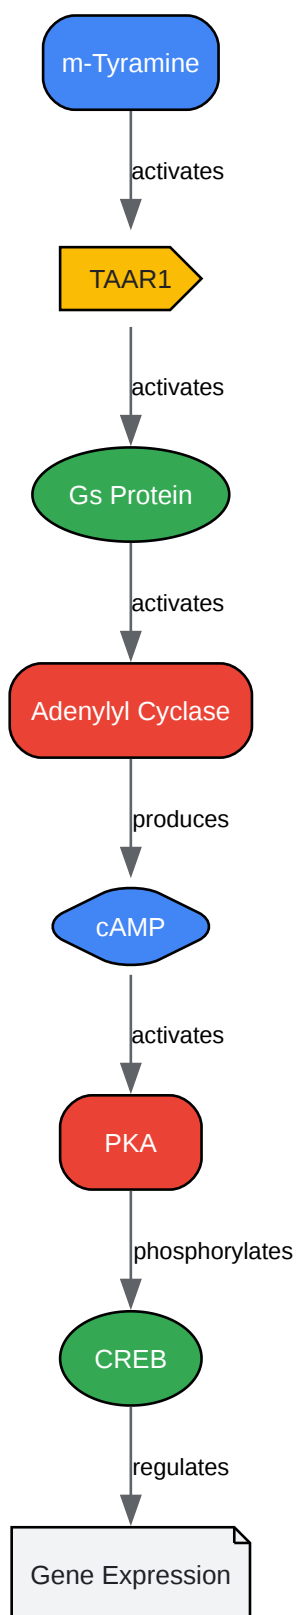 m-Tyramine
activates
TAAR1
activates
Gs Protein
activates
Adenylyl Cyclase
produces
cAMP
activates
PKA
phosphorylates
CREB
regulates
Gene Expression